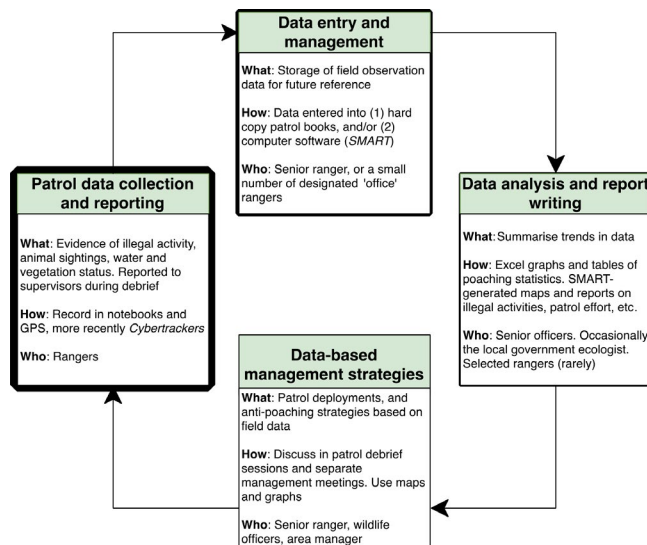 Data entry and
management
What: Storage of field observation
data for future reference
How: Data entered into (1) hard
copy patrol books, and/or (2)
computer software (SMART)
Who: Senior ranger, or a small
number of designated 'office'
rangers
Patrol data collection
and reporting
What: Evidence of illegal activity,
animal sightings, water and
vegetation status. Reported to
supervisors during debrief
How: Record in notebooks and
GPS, more recently Cybertrackers
Who: Rangers
Data analysis and report
writing
What: Summarise trends in data
How: Excel graphs and tables of
poaching statistics. SMART-
generated maps and reports on
illegal activities, patrol effort, etc.
Who: Senior officers. Occasionally
the local government ecologist.
Selected rangers (rarely)
Data-based
management strategies
What: Patrol deployments, and
anti-poaching strategies based on
field data
How: Discuss in patrol debrief
sessions and separate
management meetings. Use maps
and graphs
Who: Senior ranger, wildlife
officers, area manager